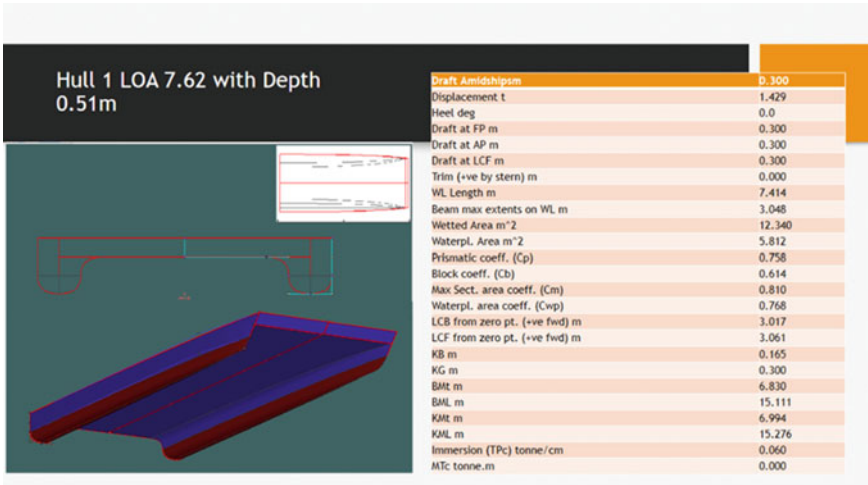 Hull 1 LOA 7.62 with Depth
0.51m
Draft Amidshipsm 0.300
Displacement t 1.429
Heel deg 0.0
Draft at FP m 0.300
Draft at AP m 0.300
Draft at LCF m 0.300
Trim (+ve by stern) m 0.000
WL Length m 7.414
Beam max extents on WL m 3.048
Wetted Area m^2 12.340
Waterpl. Area m^2 5.812
Prismatic coeff. (Cp) 0.758
Block coeff. (Cb) 0.614
Max Sect. area coeff. (Cm) 0.810
Waterpl. area coeff. (Cwp) 0.768
LCB from zero pt. (+ve fwd) m 3.017
LCF from zero pt. (+ve fwd) m 3.061
KB m 0.165
KG m 0.300
BMt m 6.830
BML m 15.111
KMt m 6.994
KML m 15.276
Immersion (TPc) tonne/cm 0.060
MTc tonne.m 0.000